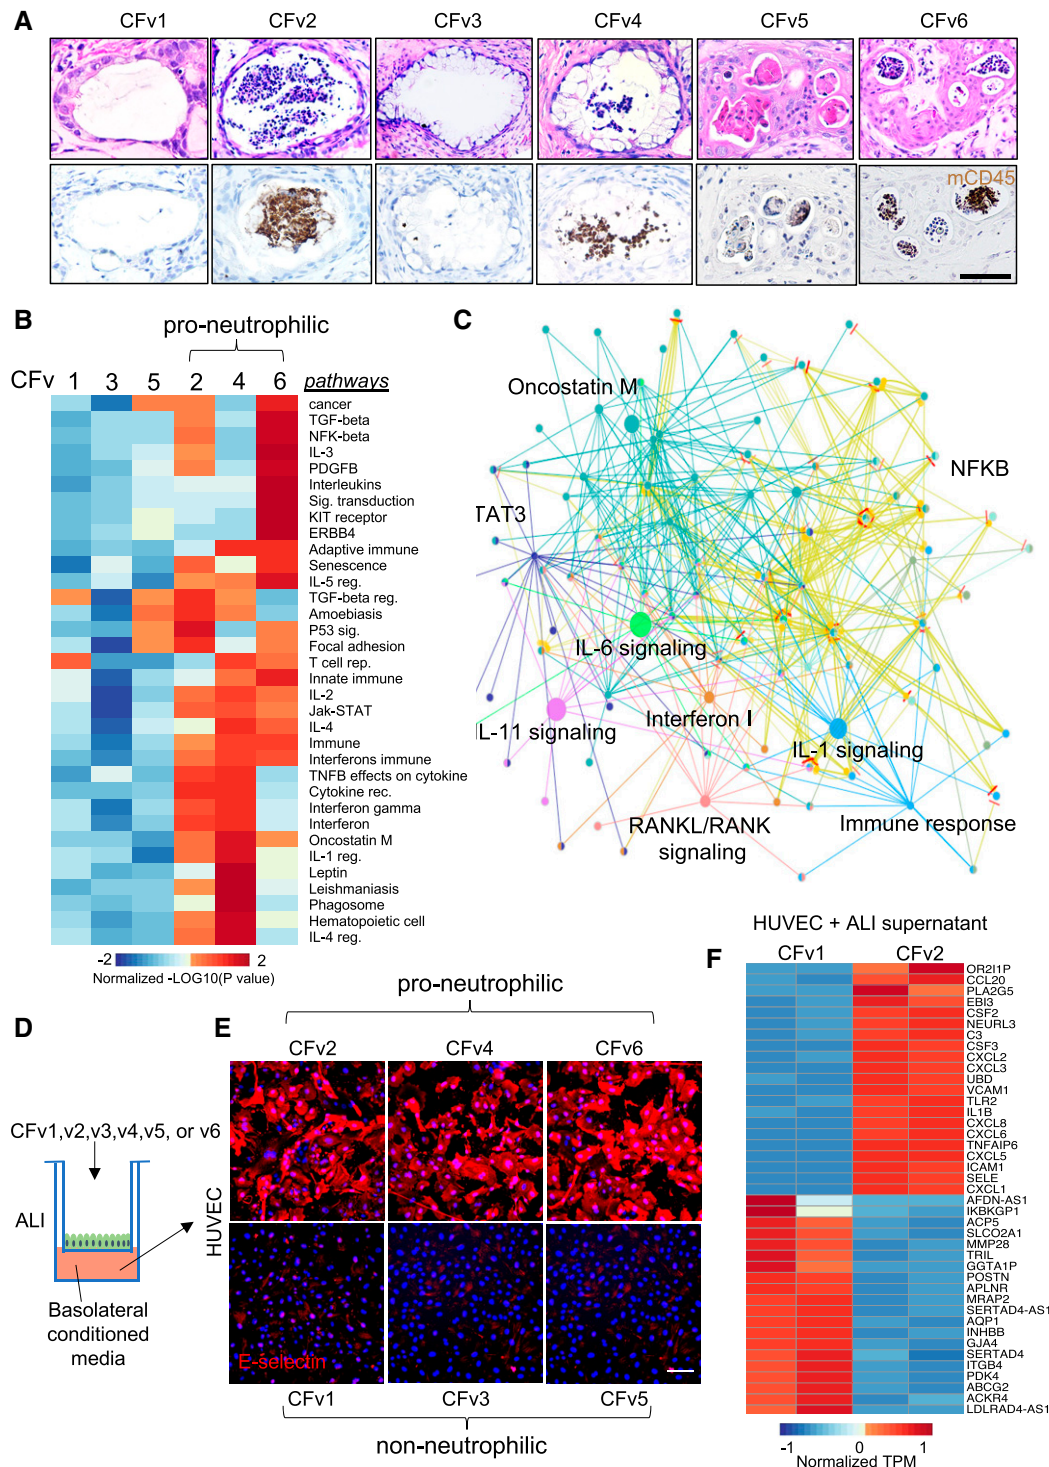 A
CFv1 CFv2 CFv3 CFv4 CFv5 CFv6
mCD45
B
pro-neutrophilic
CFv 1 3 5 2 4 6 pathways
cancer
TGF-beta
NFK-beta
IL-3
PDGFB
Interleukins
Sig. transduction
KIT receptor
ERBB4
Adaptive immune
Senescence
IL-5 reg.
TGF-beta reg.
Amoebiasis
P53 sig.
Focal adhesion
T cell rep.
Innate immune
IL-2
Jak-STAT
IL-4
Immune
Interferons immune
TNFB effects on cytokine
Cytokine rec.
Interferon gamma
Interferon
Oncostatin M
IL-1 reg.
Leptin
Leishmaniasis
Phagosome
Hematopoietic cell
IL-4 reg.
-2 2
Normalized -LOG10(P value)
C
Oncostatin M
NFKB
TAT3
IL-6 signaling
Interferon I
IL-11 signaling
IL-1 signaling
RANKL/RANK
signaling
Immune response
D
CFv1,v2,v3,v4,v5, or v6
ALI
Basolateral
conditioned
media
E
pro-neutrophilic
CFv2 CFv4 CFv6
HUVEC
E-selectin
CFv1 CFv3 CFv5
non-neutrophilic
F
HUVEC + ALI supernatant
CFv1 CFv2
OR2I1P
CCL20
PLA2G5
EBI3
CSF2
NEURL3
C3
CSF3
CXCL2
CXCL3
UBD
VCAM1
TLR2
IL1B
CXCL8
CXCL6
TNFAIP6
CXCL5
ICAM1
SELE
CXCL1
AFDN-AS1
IKBKGP1
ACP5
SLCO2A1
MMP28
TRIL
GGTA1P
POSTN
APLNR
MRAP2
SERTAD4-AS1
AQP1
INHBB
GJA4
SERTAD4
ITGB4
PDK4
ABCG2
ACKR4
LDLRAD4-AS1
-1 0 1
Normalized TPM